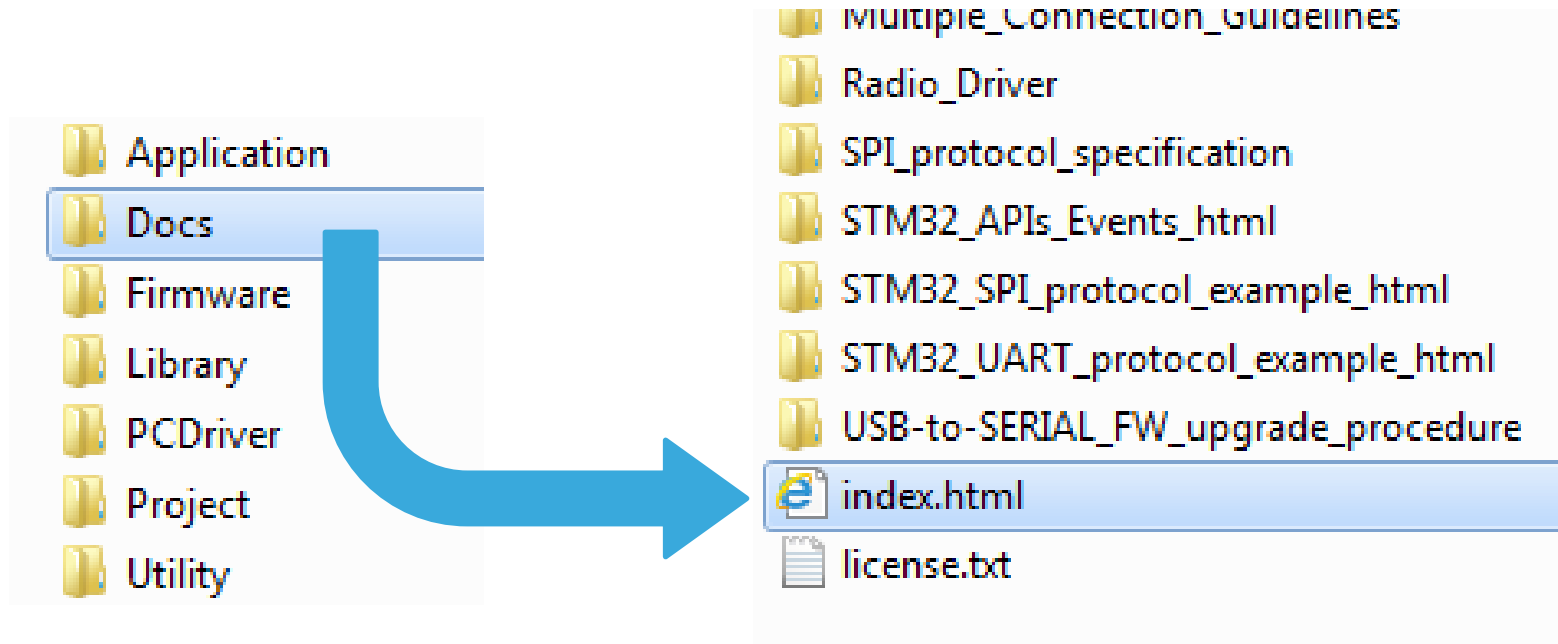 Application
Docs
Firmware
Library
PCDriver
Project
Utility
Multiple_Connection_Guidelines
Radio_Driver
SPI_protocol_specification
STM32_APIs_Events_html
STM32_SPI_protocol_example_html
STM32_UART_protocol_example_html
USB-to-SERIAL_FW_upgrade_procedure
index.html
license.txt